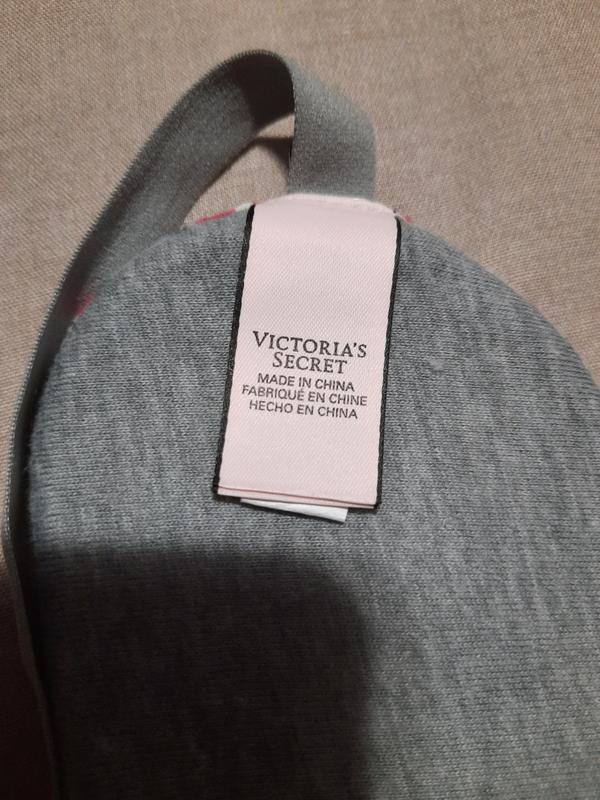 VICTORIA'S
SECRET
MADE IN CHINA
FABRIQUÉ EN CHINE
HECHO EN CHINA